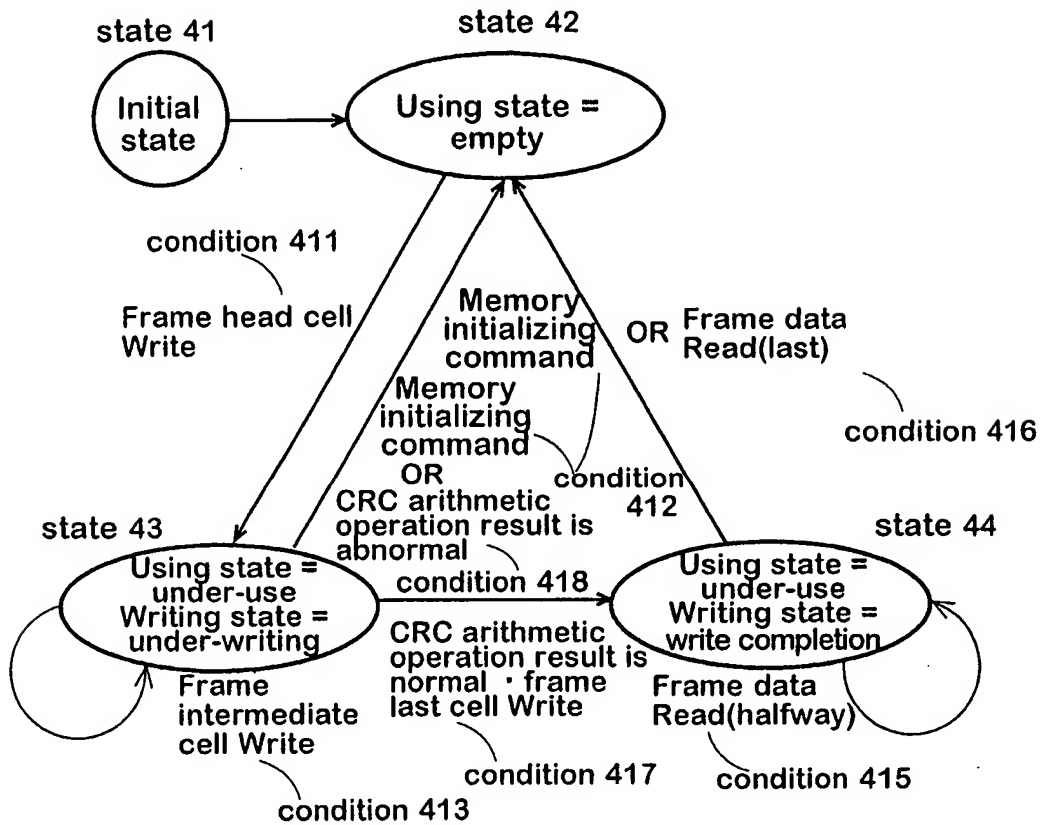 state 41
state 42
Initial
state
Using state =
empty
condition 411
Frame head cell
Write
Memory
initializing
command
OR
Frame data
Read(last)
condition 416
Memory
initializing
command
OR
CRC arithmetic
operation result is
abnormal
condition
412
condition 418
state 43
Using state =
under-use
Writing state =
under-writing
state 44
Using state =
under-use
Writing state =
write completion
Frame
intermediate
cell Write
condition 413
CRC arithmetic
operation result is
normal · frame
last cell Write
condition 417
Frame data
Read(halfway)
condition 415